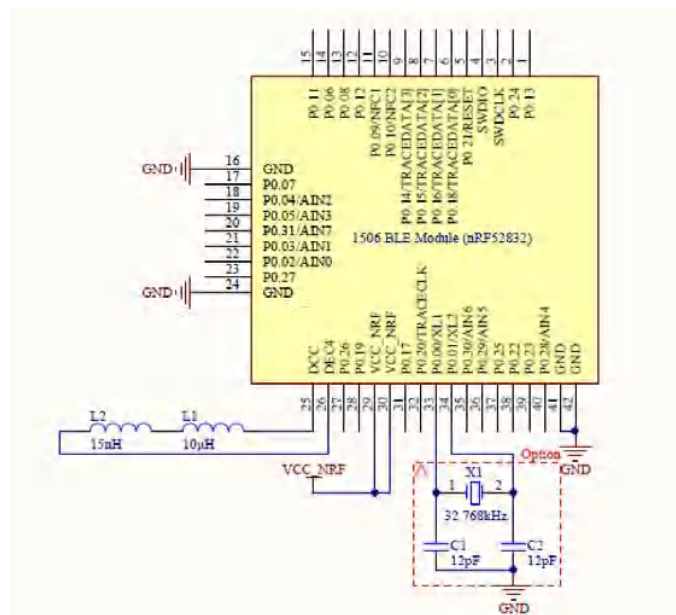 15 14 13 12 11 10 9 8 7 6 5 4 3 2 1
P0.11
P0.06
P0.08
P0.12
P0.09/NFC1
P0.10/NFC2
P0.14/TRACEDATA[3]
P0.15/TRACEDATA[2]
P0.16/TRACEDATA[1]
P0.18/TRACEDATA[0]
P0.21/RESET
SWDIO
SWDCLK
P0.24
P0.13
GND 16 GND
17 P0.07
18 P0.04/AIN2
19 P0.05/AIN3
20 P0.31/AIN7
21 P0.03/AIN1
22 P0.02/AIN0
23 P0.27
GND 24 GND
1506 BLE Module (nRF52832)
DCC
DEC4
P0.26
P0.19
VCC_NRF
VCC_NRF
P0.17
P0.20/TRACECLK
P0.00/XL1
P0.01/XL2
P0.30/AIN6
P0.29/AIN5
P0.25
P0.22
P0.23
P0.28/AIN4
GND
GND
25 26 27 28 29 30 31 32 33 34 35 36 37 38 39 40 41 42
L2 L1
15nH 10μH
VCC_NRF
GND
Option
X1
1 2
32.768kHz
C1 C2
12pF 12pF
GND